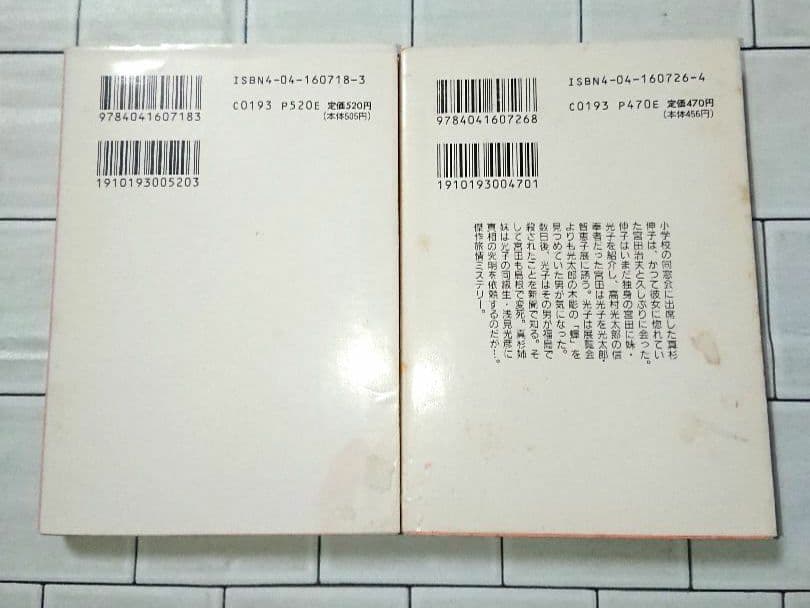 ISBN4-04-160718-3
C0193 P520E 定価520円
(本体505円)
9784041607183
1910193005203
ISBN4-04-160726-4
C0193 P470E 定価470円
(本体456円)
9784041607268
1910193004701
小学校の同窓会に出席した真杉
伸子は、かつて彼女に惚れてい
た宮田治夫と久しぶりに会った。
伸子はいまだ独身の宮田に妹・
光子を紹介し、高村光太郎の信
奉者だった宮田は光子を光太郎・
智恵子展に誘う。光子は展覧会
よりも光太郎の木彫の「蟬」を
見つめていた男が気になった。
数日後、光子はその男が福島で
殺されたことを新聞で知る。そ
して宮田も島根で変死。真杉姉
妹は光子の同級生・浅見光彦に
真相の究明を依頼するのだが!。
傑作旅情ミステリー。